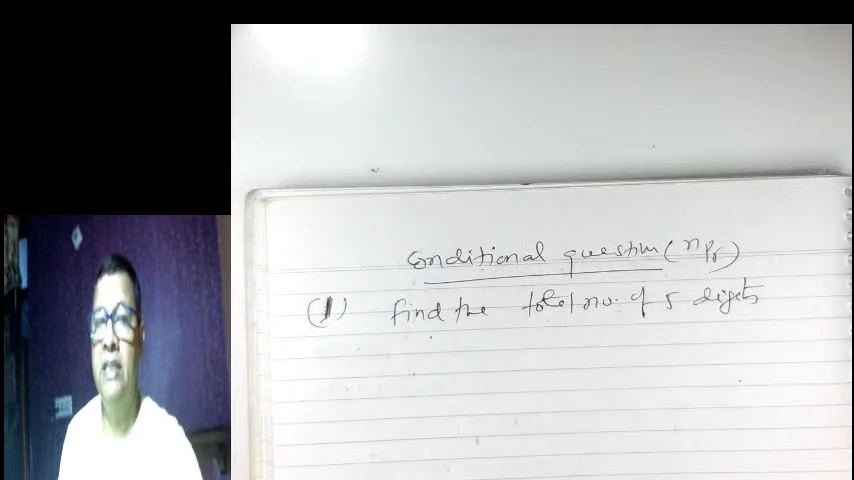 Conditional question (nPr)
(1) Find the total no. of 5 digits